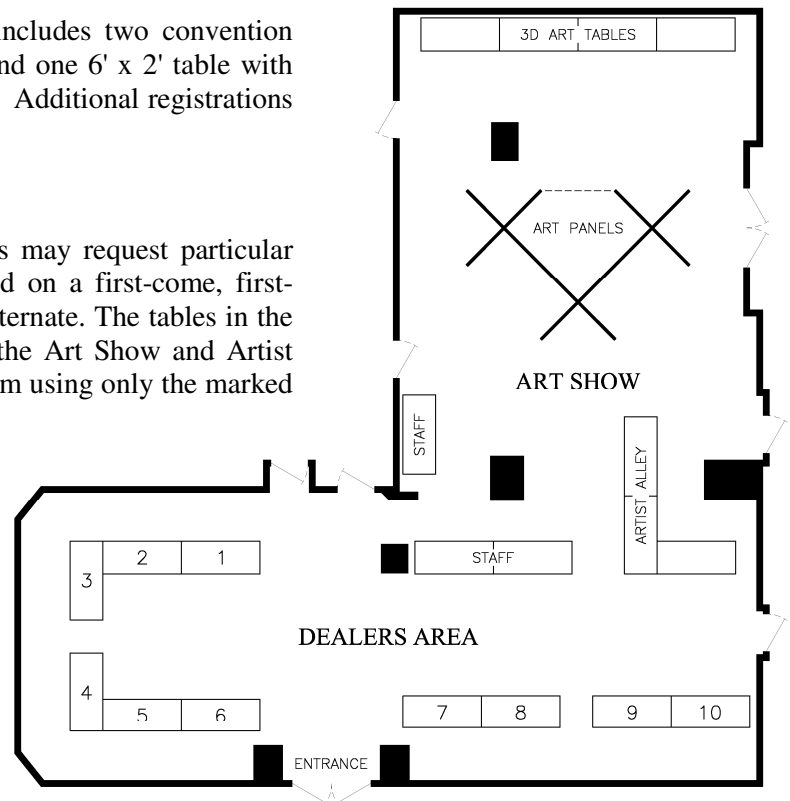 includes two convention
nd one 6' x 2' table with
Additional registrations
s may request particular
d on a first-come, first-
ternate. The tables in the
the Art Show and Artist
m using only the marked
3D ART TABLES
ART PANELS
ART SHOW
STAFF
ARTIST ALLEY
STAFF
2 1
3
DEALERS AREA
4
5 6
7 8
9 10
ENTRANCE